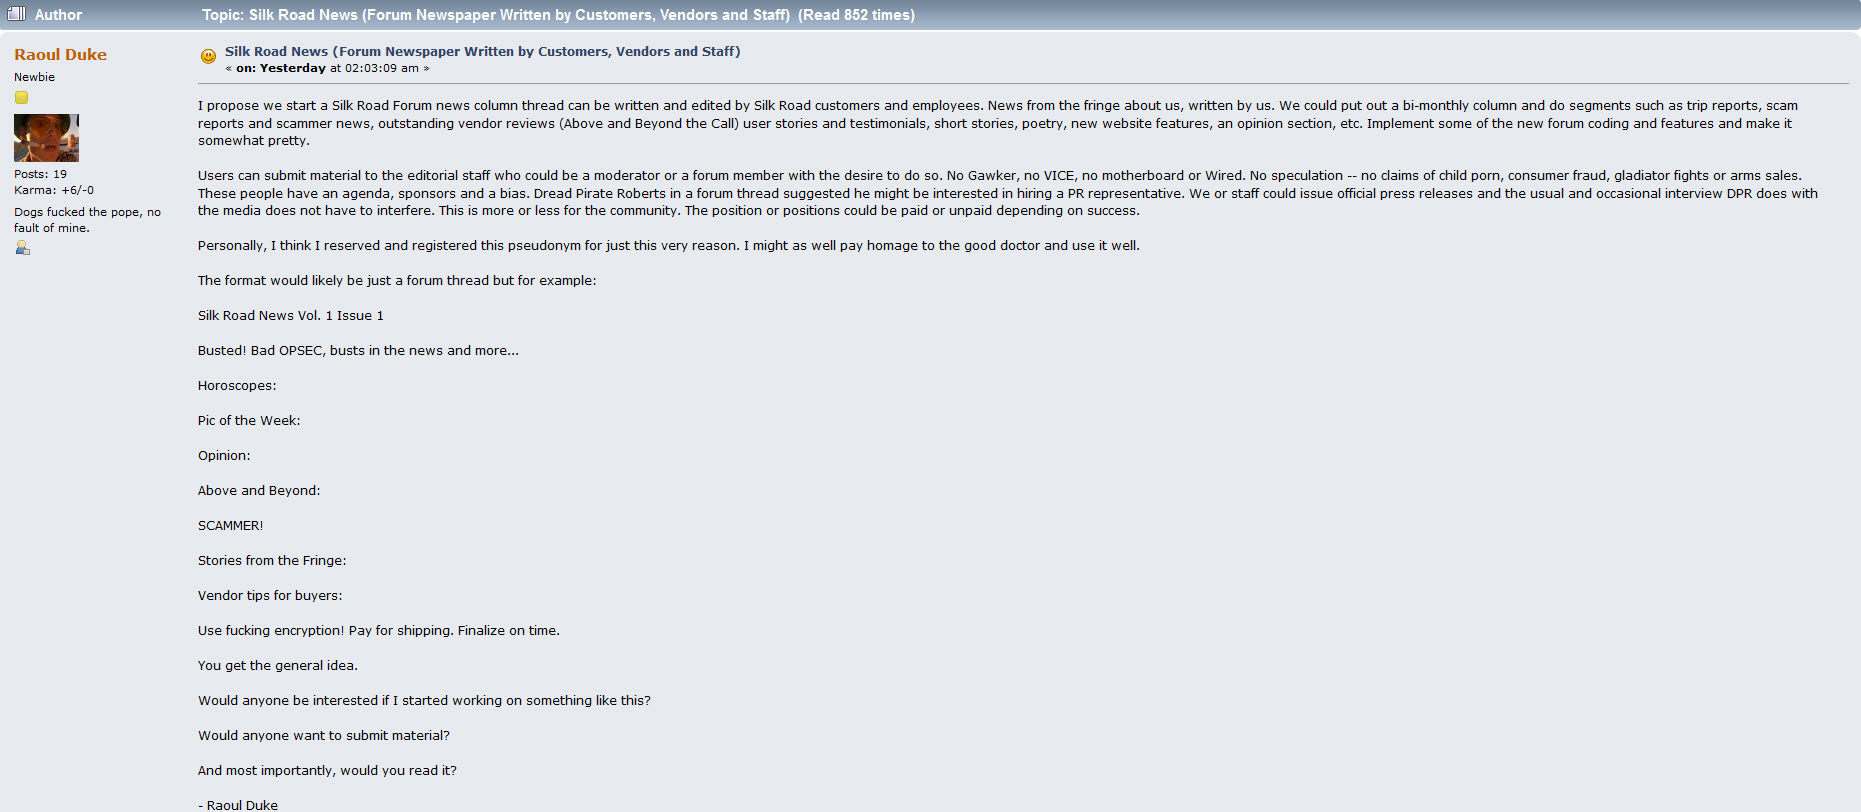 Author
Topic: Silk Road News (Forum Newspaper Written by Customers, Vendors and Staff)  (Read 852 times)
Raoul Duke
Newbie
Posts: 19
Karma: +6/-0
Dogs fucked the pope, no
fault of mine.
Silk Road News (Forum Newspaper Written by Customers, Vendors and Staff)
« on: Yesterday at 02:03:09 am »
I propose we start a Silk Road Forum news column thread can be written and edited by Silk Road customers and employees. News from the fringe about us, written by us. We could put out a bi-monthly column and do segments such as trip reports, scam
reports and scammer news, outstanding vendor reviews (Above and Beyond the Call) user stories and testimonials, short stories, poetry, new website features, an opinion section, etc. Implement some of the new forum coding and features and make it
somewhat pretty.
Users can submit material to the editorial staff who could be a moderator or a forum member with the desire to do so. No Gawker, no VICE, no motherboard or Wired. No speculation -- no claims of child porn, consumer fraud, gladiator fights or arms sales.
These people have an agenda, sponsors and a bias. Dread Pirate Roberts in a forum thread suggested he might be interested in hiring a PR representative. We or staff could issue official press releases and the usual and occasional interview DPR does with
the media does not have to interfere. This is more or less for the community. The position or positions could be paid or unpaid depending on success.
Personally, I think I reserved and registered this pseudonym for just this very reason. I might as well pay homage to the good doctor and use it well.
The format would likely be just a forum thread but for example:
Silk Road News Vol. 1 Issue 1
Busted! Bad OPSEC, busts in the news and more...
Horoscopes:
Pic of the Week:
Opinion:
Above and Beyond:
SCAMMER!
Stories from the Fringe:
Vendor tips for buyers:
Use fucking encryption! Pay for shipping. Finalize on time.
You get the general idea.
Would anyone be interested if I started working on something like this?
Would anyone want to submit material?
And most importantly, would you read it?
- Raoul Duke